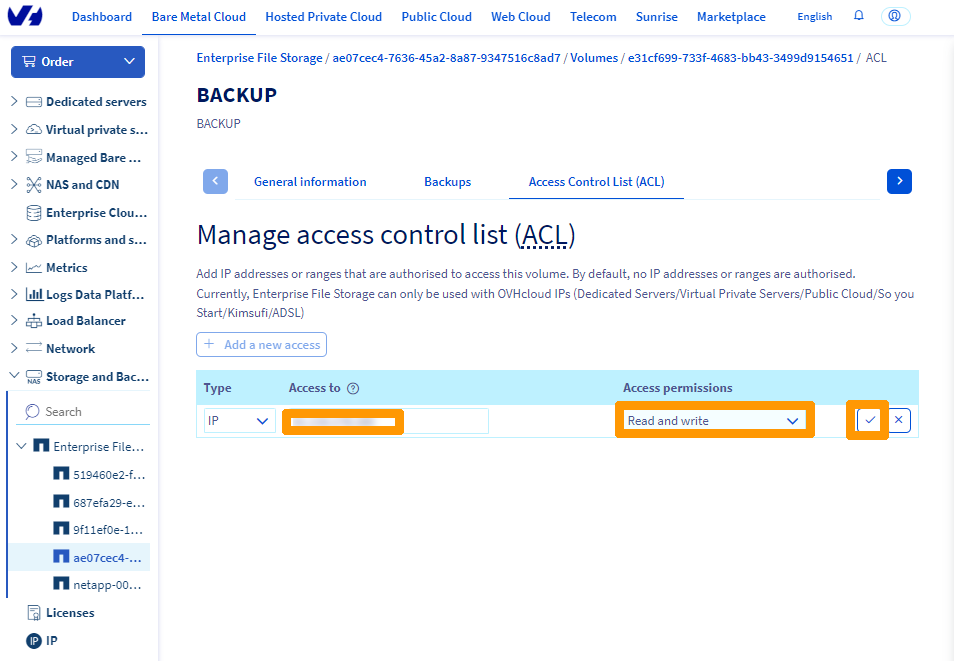 Dashboard Bare Metal Cloud Hosted Private Cloud Public Cloud Web Cloud Telecom Sunrise Marketplace English
Order
Dedicated servers
Virtual private s...
Managed Bare ...
NAS and CDN
Enterprise Clou...
Platforms and s...
Metrics
Logs Data Platf...
Load Balancer
Network
NAS Storage and Bac...
Search
Enterprise File...
519460e2-f...
687efa29-e...
9f11ef0e-1...
ae07cec4-...
netapp-00...
Licenses
IP IP
Enterprise File Storage / ae07cec4-7636-45a2-8a87-9347516c8ad7 / Volumes / e31cf699-733f-4683-bb43-3499d9154651 / ACL
BACKUP
BACKUP
General information Backups Access Control List (ACL)
Manage access control list (ACL)
Add IP addresses or ranges that are authorised to access this volume. By default, no IP addresses or ranges are authorised.
Currently, Enterprise File Storage can only be used with OVHcloud IPs (Dedicated Servers/Virtual Private Servers/Public Cloud/So you
Start/Kimsufi/ADSL)
+ Add a new access
Type Access to ? Access permissions
IP Read and write